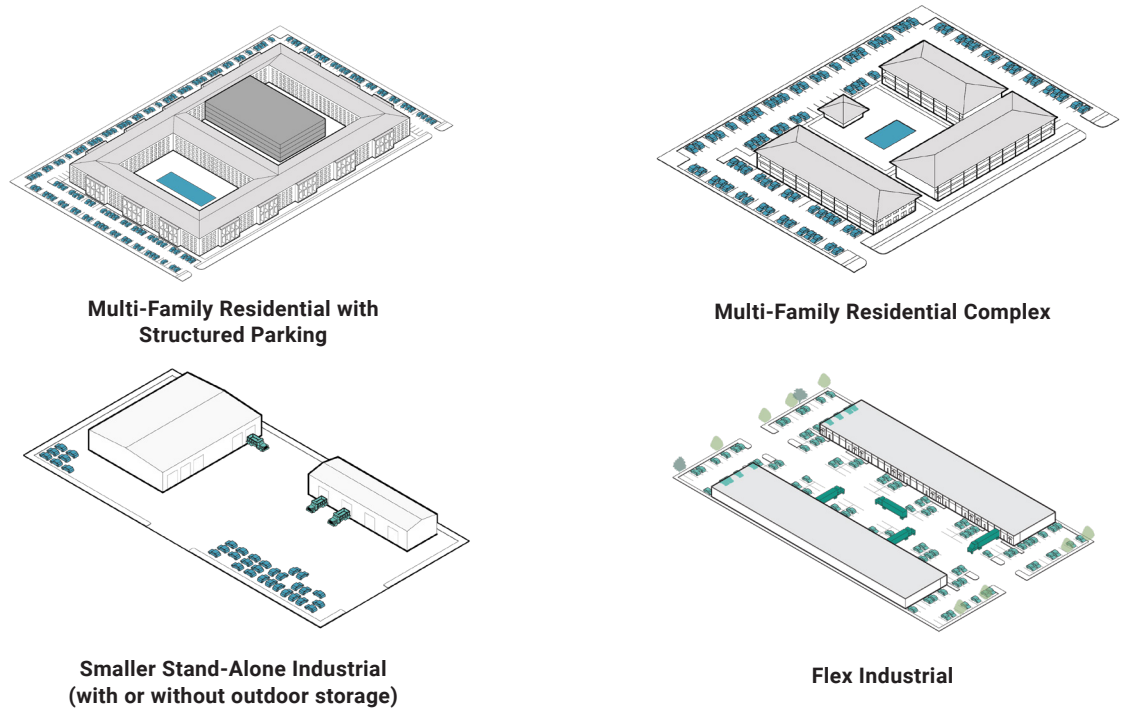 Multi-Family Residential with
Structured Parking
Multi-Family Residential Complex
Smaller Stand-Alone Industrial
(with or without outdoor storage)
Flex Industrial